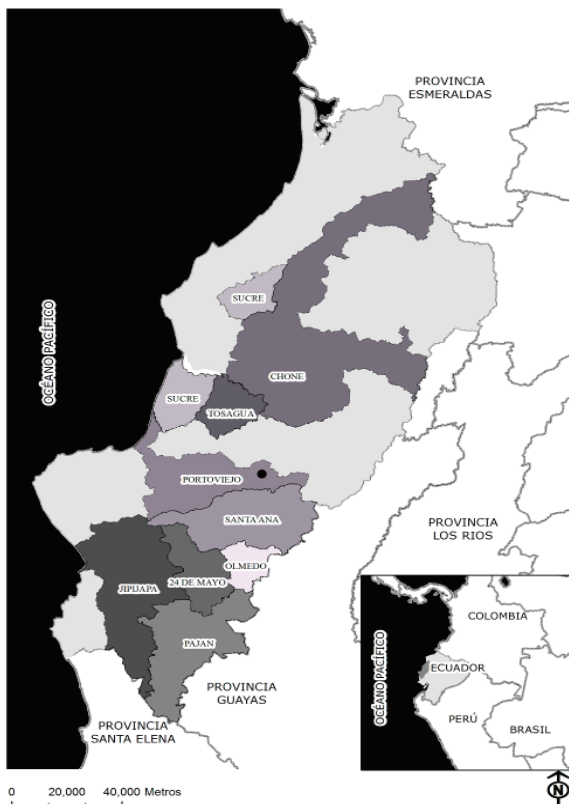 PROVINCIA
ESMERALDAS
SUCRE
OCÉANO PACÍFICO
CHONE
SUCRE
TOSAGUA
PORTOVIEJO
SANTA ANA
PROVINCIA
LOS RIOS
OLMEDO
24 DE MAYO
JIPIJAPA
PAJAN
PROVINCIA
GUAYAS
PROVINCIA
SANTA ELENA
COLOMBIA
OCÉANO PACÍFICO
ECUADOR
PERÚ
BRASIL
0 20,000 40,000 Metros
N